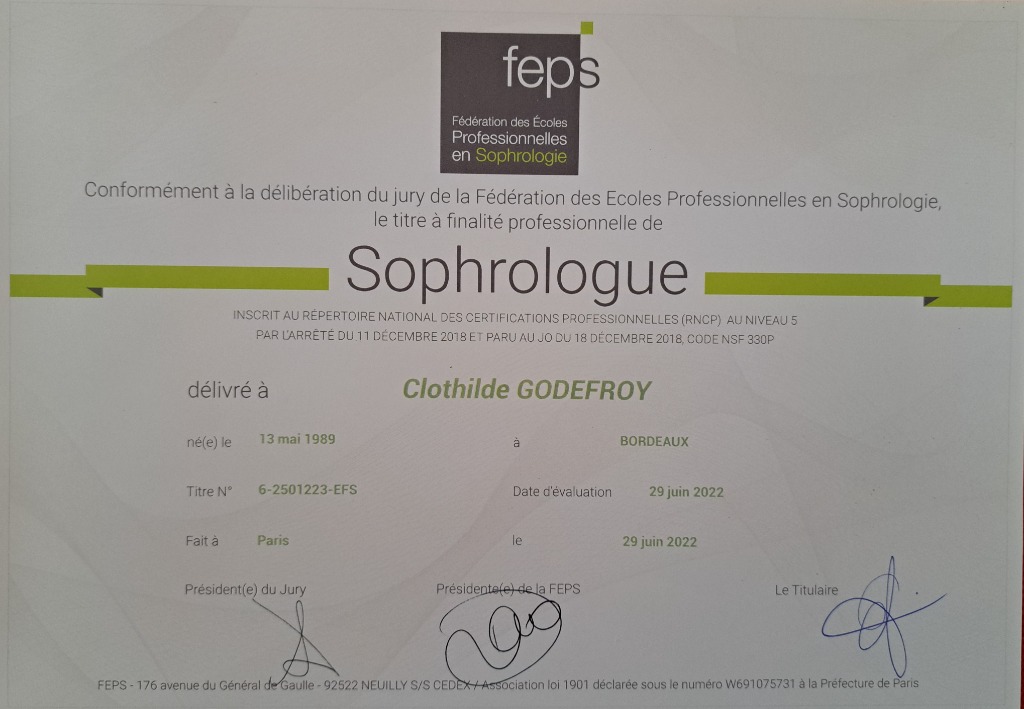 feps
Fédération des Écoles
Professionnelles
en Sophrologie
Conformément à la délibération du jury de la Fédération des Ecoles Professionnelles en Sophrologie,
le titre à finalité professionnelle de
Sophrologue
INSCRIT AU RÉPERTOIRE NATIONAL DES CERTIFICATIONS PROFESSIONNELLES (RNCP) AU NIVEAU 5
PAR L'ARRÊTÉ DU 11 DÉCEMBRE 2018 ET PARU AU JO DU 18 DÉCEMBRE 2018, CODE NSF 330P
délivré à Clothilde GODEFROY
né(e) le 13 mai 1989 à BORDEAUX
Titre N° 6-2501223-EFS Date d'évaluation 29 juin 2022
Fait à Paris le 29 juin 2022
Président(e) du Jury Présidente(e) de la FEPS Le Titulaire
FEPS - 176 avenue du Général de Gaulle - 92522 NEUILLY S/S CEDEX / Association loi 1901 déclarée sous le numéro W691075731 à la Préfecture de Paris